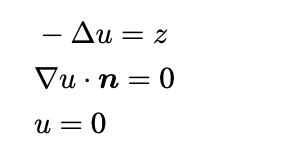 − Δu = z
∇u · n = 0
u = 0